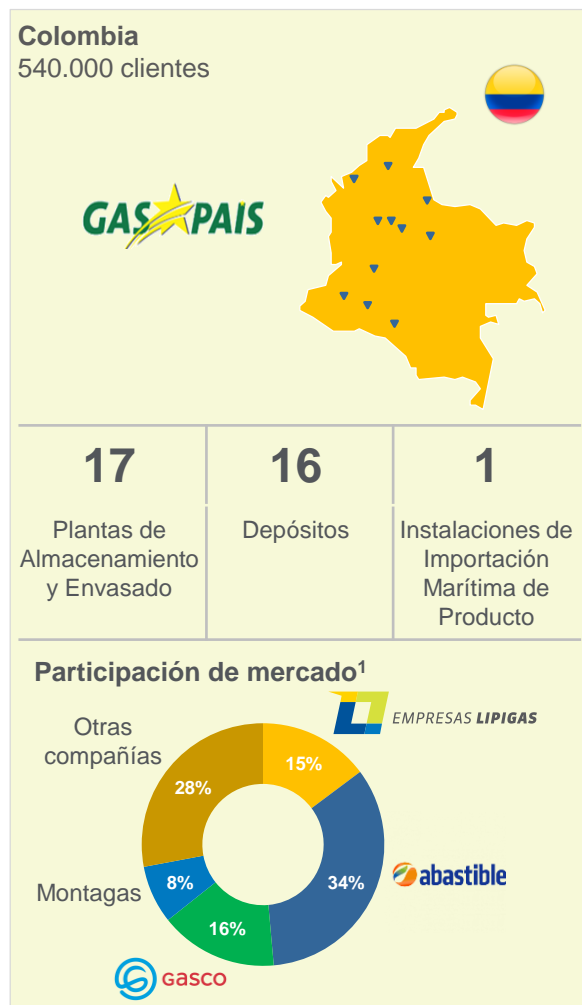 Colombia
540.000 clientes
GAS PAIS
17
Plantas de
Almacenamiento
y Envasado
16
Depósitos
1
Instalaciones de
Importación
Marítima de
Producto
Participación de mercado¹
EMPRESAS LIPIGAS
Otras
compañías
15%
28%
34%
abastible
Montagas
8%
16%
GASCO